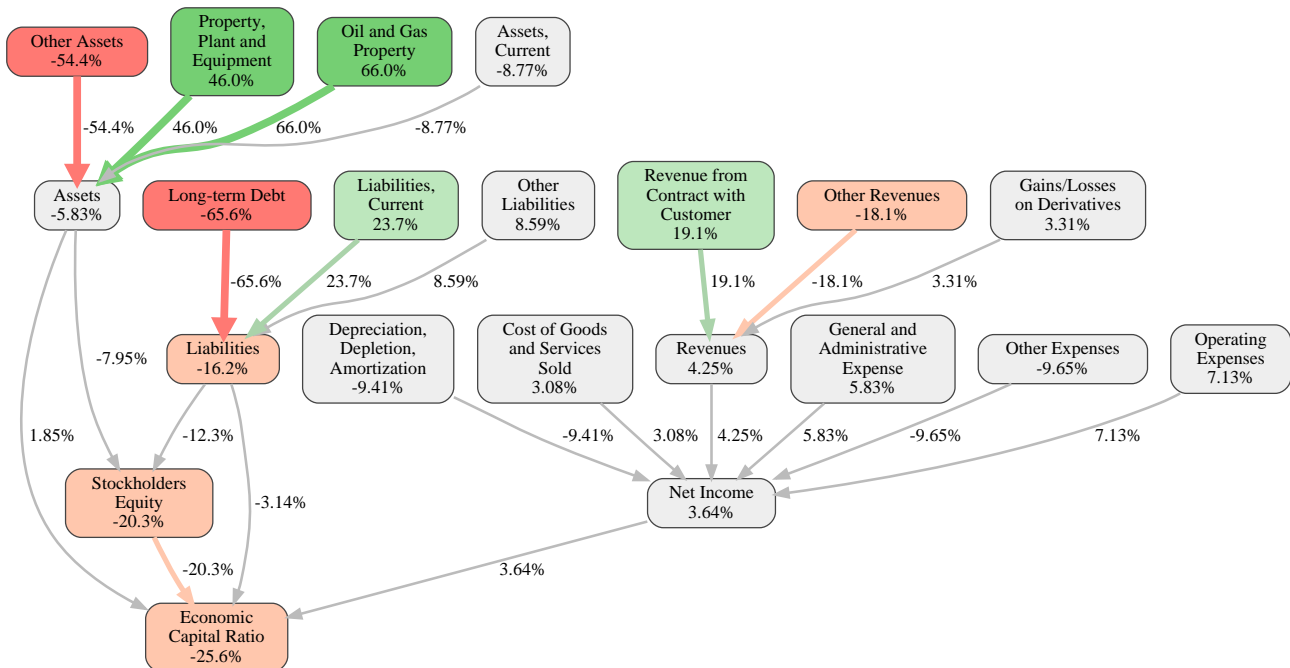 Other Assets
-54.4%
Property,
Plant and
Equipment
46.0%
Oil and Gas
Property
66.0%
Assets,
Current
-8.77%
-54.4%
46.0%
66.0%
-8.77%
Assets
-5.83%
Long-term Debt
-65.6%
Liabilities,
Current
23.7%
Other
Liabilities
8.59%
Revenue from
Contract with
Customer
19.1%
Other Revenues
-18.1%
Gains/Losses
on Derivatives
3.31%
-65.6%
23.7%
8.59%
19.1%
-18.1%
3.31%
Liabilities
-16.2%
Depreciation,
Depletion,
Amortization
-9.41%
Cost of Goods
and Services
Sold
3.08%
Revenues
4.25%
General and
Administrative
Expense
5.83%
Other Expenses
-9.65%
Operating
Expenses
7.13%
-7.95%
1.85%
-12.3%
-9.41%
3.08%
4.25%
5.83%
-9.65%
7.13%
Stockholders
Equity
-20.3%
-3.14%
Net Income
3.64%
-20.3%
3.64%
Economic
Capital Ratio
-25.6%